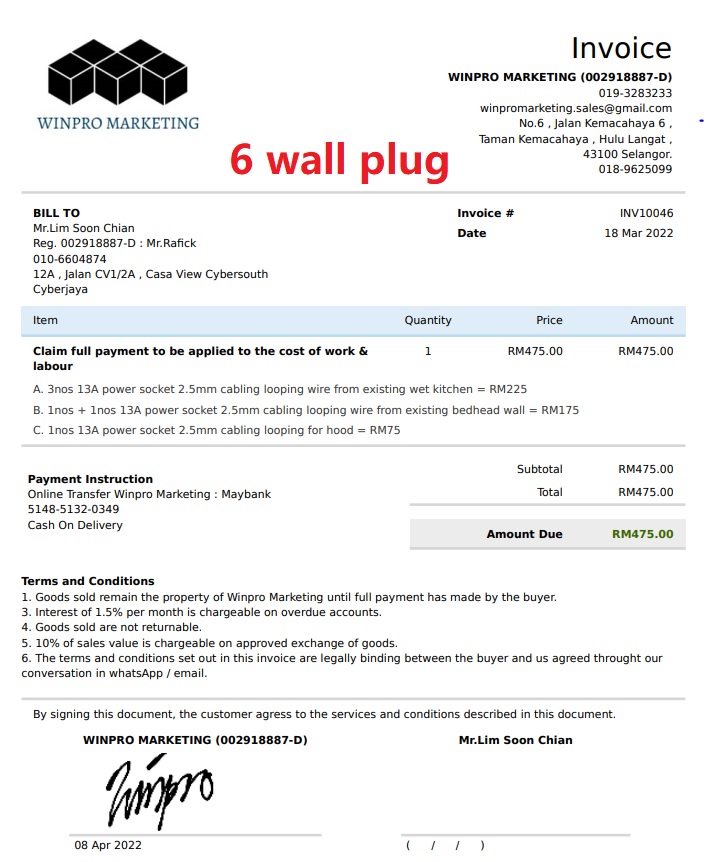 Invoice
WINPRO MARKETING
WINPRO MARKETING (002918887-D)
019-3283233
winpromarketing.sales@gmail.com
No.6 , Jalan Kemacahaya 6 ,
Taman Kemacahaya , Hulu Langat ,
43100 Selangor.
018-9625099
6 wall plug
BILL TO
Mr.Lim Soon Chian
Reg. 002918887-D : Mr.Rafick
010-6604874
12A , Jalan CV1/2A , Casa View Cybersouth
Cyberjaya
Invoice # INV10046
Date 18 Mar 2022
Item Quantity Price Amount
Claim full payment to be applied to the cost of work & 1 RM475.00 RM475.00
labour
A. 3nos 13A power socket 2.5mm cabling looping wire from existing wet kitchen = RM225
B. 1nos + 1nos 13A power socket 2.5mm cabling looping wire from existing bedhead wall = RM175
C. 1nos 13A power socket 2.5mm cabling looping for hood = RM75
Payment Instruction
Online Transfer Winpro Marketing : Maybank
5148-5132-0349
Cash On Delivery
Subtotal RM475.00
Total RM475.00
Amount Due RM475.00
Terms and Conditions
1. Goods sold remain the property of Winpro Marketing until full payment has made by the buyer.
3. Interest of 1.5% per month is chargeable on overdue accounts.
4. Goods sold are not returnable.
5. 10% of sales value is chargeable on approved exchange of goods.
6. The terms and conditions set out in this invoice are legally binding between the buyer and us agreed throught our
conversation in whatsApp / email.
By signing this document, the customer agress to the services and conditions described in this document.
WINPRO MARKETING (002918887-D) Mr.Lim Soon Chian
Winpro
08 Apr 2022 ( / / )